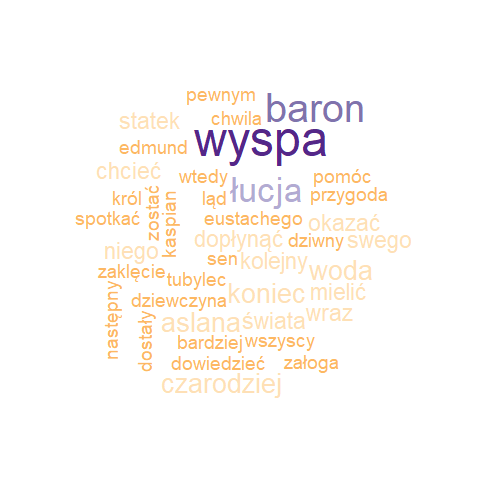 pewnym
baron
statek
chwila
wyspa
edmund
chcieć
wtedy
łucja
pomóc
król
zostać
kaspian
ląd
przygoda
spotkać
eustachego
okazać
niego
dopłynąć
dziwny
swego
zaklęcie
sen
kolejny
woda
tubylec
następny
dostały
dziewczyna
koniec
mielić
aslana
świata
wraz
bardziej
wszyscy
dowiedzieć
załoga
czarodziej